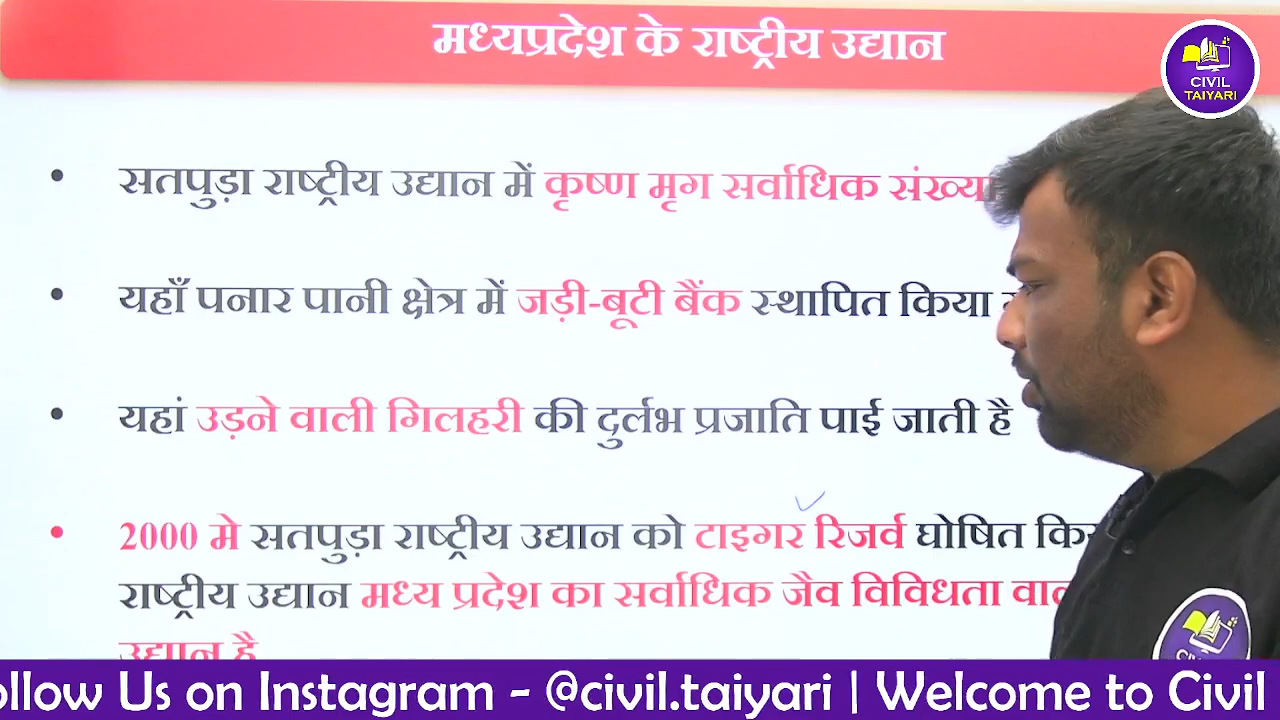 मध्यप्रदेश के राष्ट्रीय उद्यान
CIVIL
TAIYARI
• सतपुड़ा राष्ट्रीय उद्यान में कृष्ण मृग सर्वाधिक संख्या
• यहाँ पनार पानी क्षेत्र में जड़ी-बूटी बैंक स्थापित किया
• यहां उड़ने वाली गिलहरी की दुर्लभ प्रजाति पाई जाती है
• 2000 मे सतपुड़ा राष्ट्रीय उद्यान को टाइगर रिजर्व घोषित
राष्ट्रीय उद्यान मध्य प्रदेश का सर्वाधिक जैव विविधता
उद्यान है
ollow Us on Instagram - @civil.taiyari | Welcome to Civil